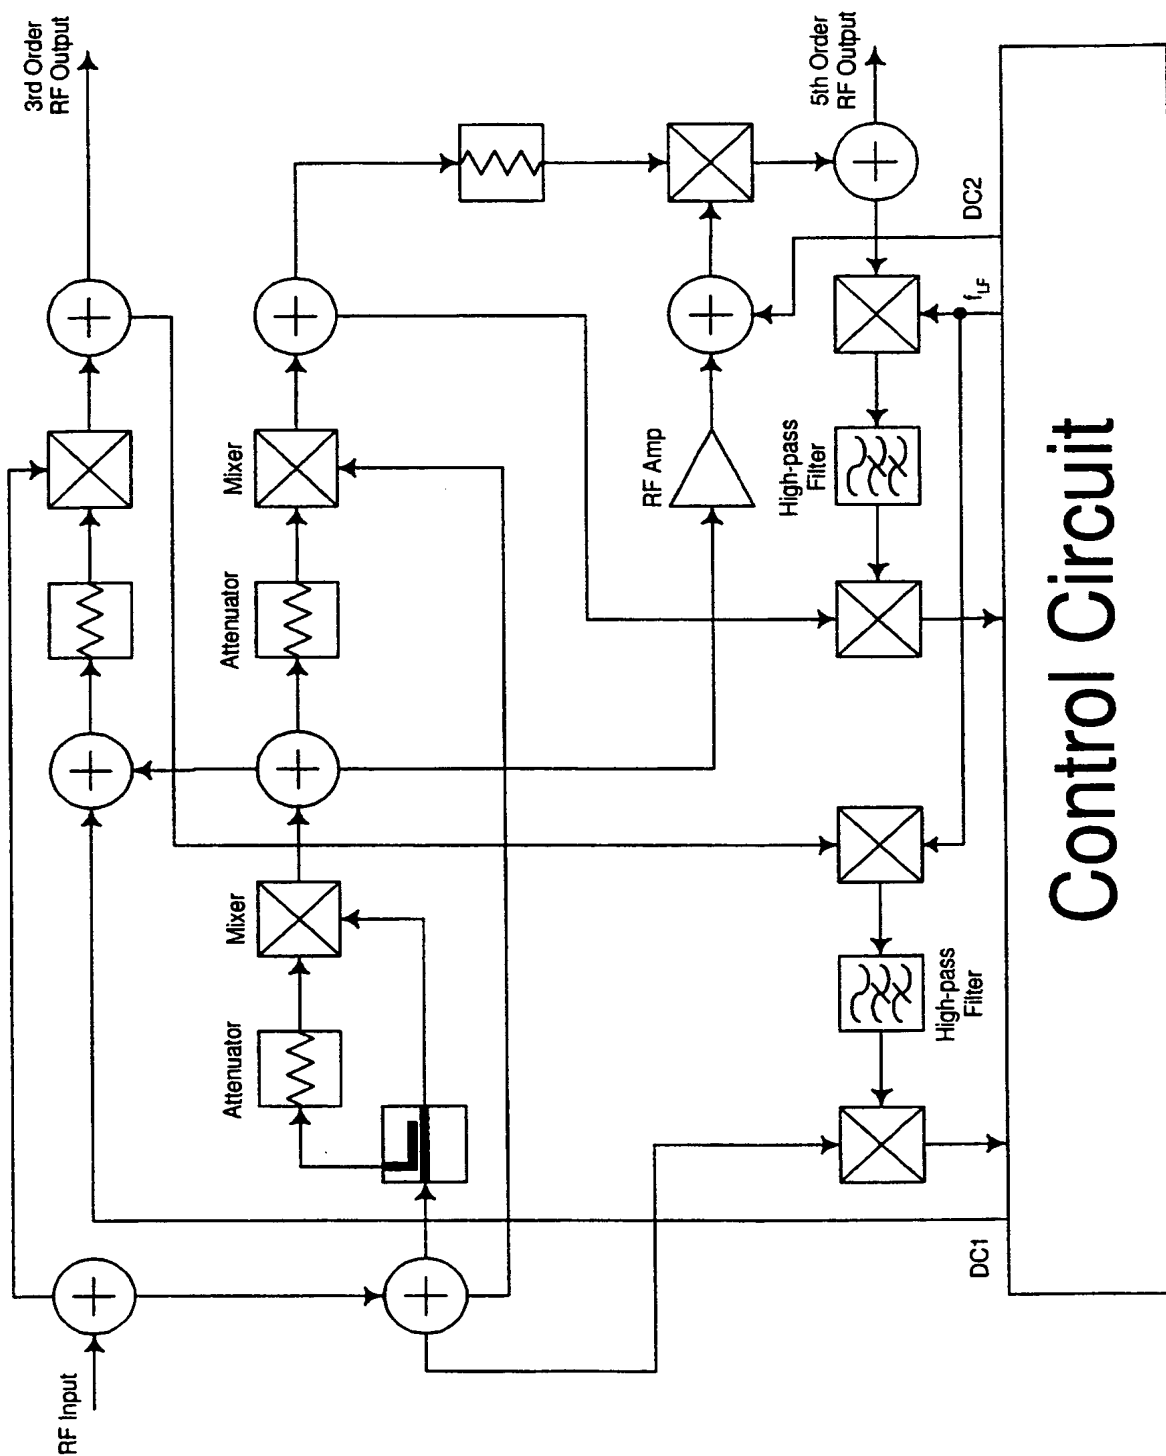 3rd Order
RF Output
Mixer
Attenuator
Mixer
Attenuator
RF Input
5th Order
RF Output
RF Amp
High-pass
Filter
High-pass
Filter
DC2
fLF
DC1
Control Circuit